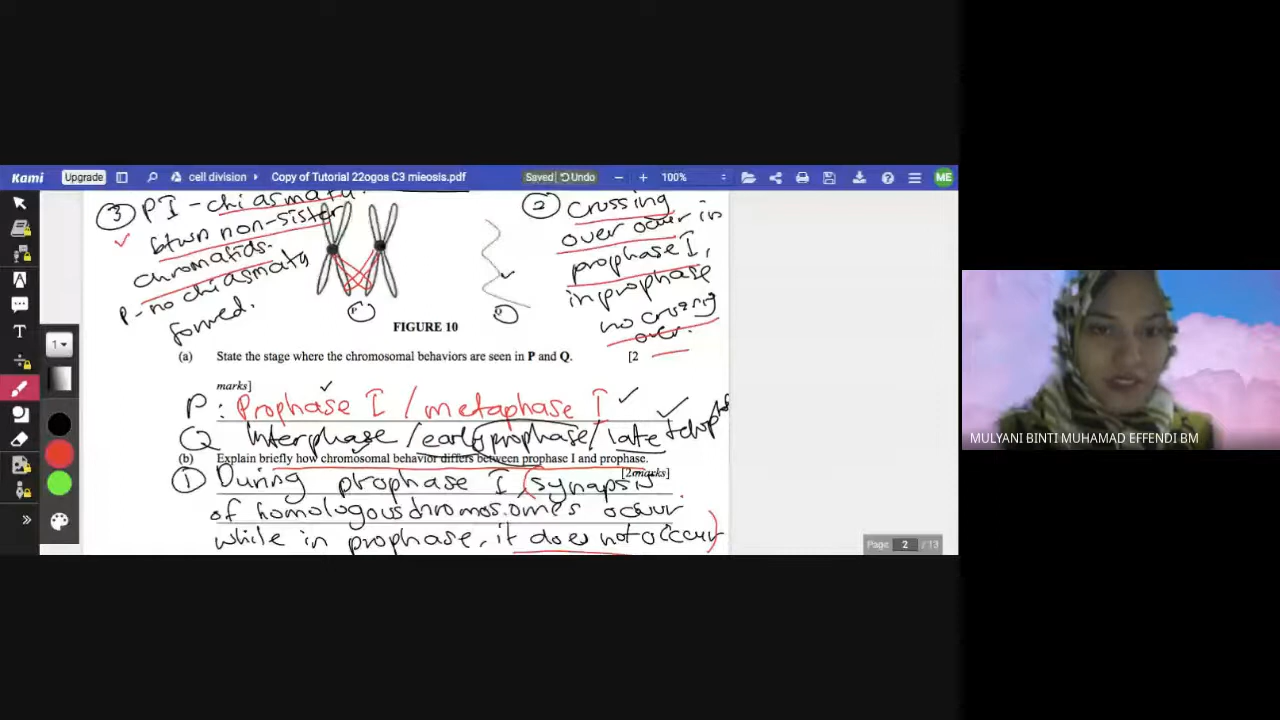 Kami Upgrade cell division Copy of Tutorial 22ogos C3 mieosis.pdf Saved Undo 100% ME
③ PI - chiasmata
btwn non-sister
chromatids.
P - no chiasmata
formed.
② crossing
over occur in
prophase I,
in prophase
no crossing
over.
FIGURE 10
(a) State the stage where the chromosomal behaviors are seen in P and Q. [2
marks]
P : Prophase I / metaphase I
Q Interphase / early prophase / late
(b) Explain briefly how chromosomal behavior differs between prophase I and prophase.
[2marks]
① During prophase I, (synapsis
of homologous chromosomes occur
while in prophase, it does not occur)
T
1
Page 2 / 13
MULYANI BINTI MUHAMAD EFFENDI BM